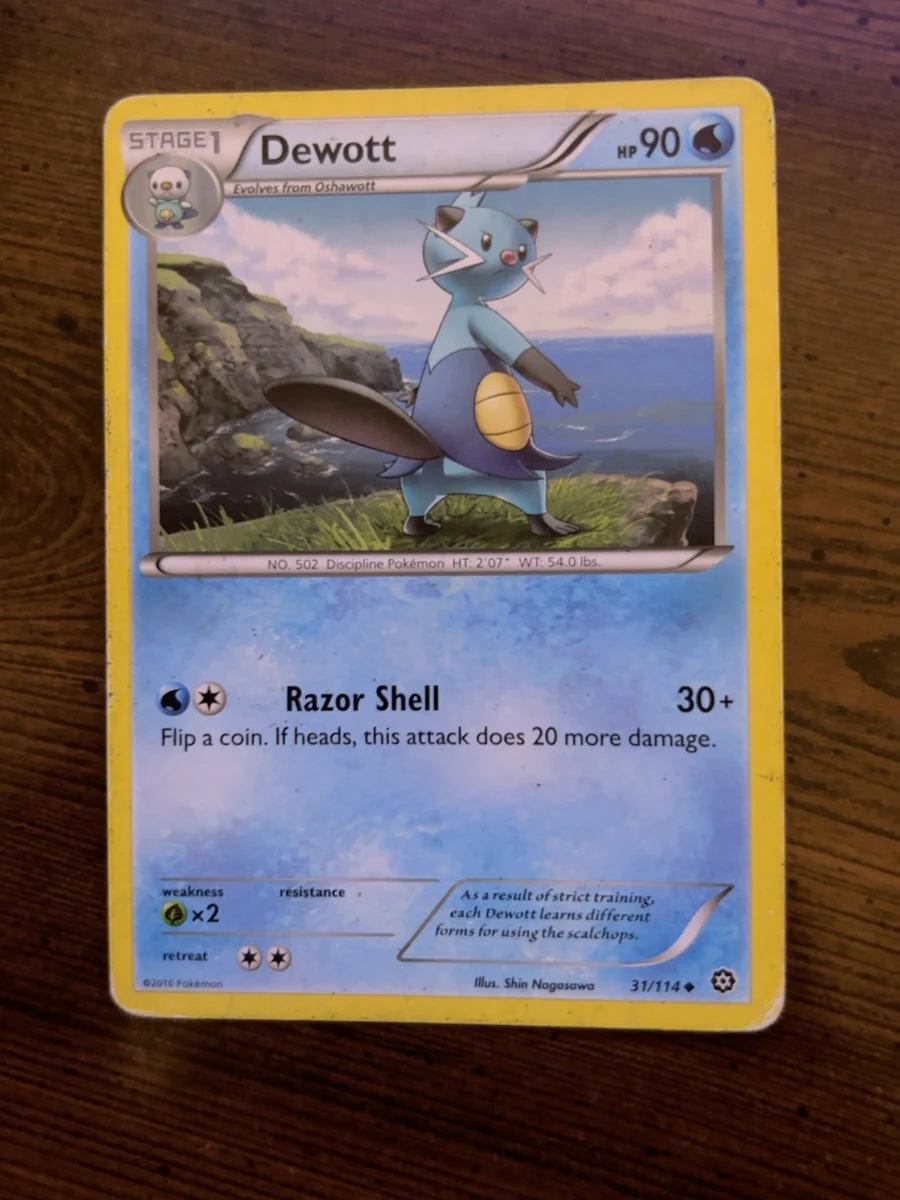 STAGE1
Dewott
HP 90
Evolves from Oshawott
NO. 502 Discipline Pokémon HT: 2'07" WT: 54.0 lbs.
Razor Shell 30+
Flip a coin. If heads, this attack does 20 more damage.
weakness resistance
×2
As a result of strict training,
each Dewott learns different
forms for using the scalchops.
retreat
©2016 Pokémon
Illus. Shin Nagasawa
31/114